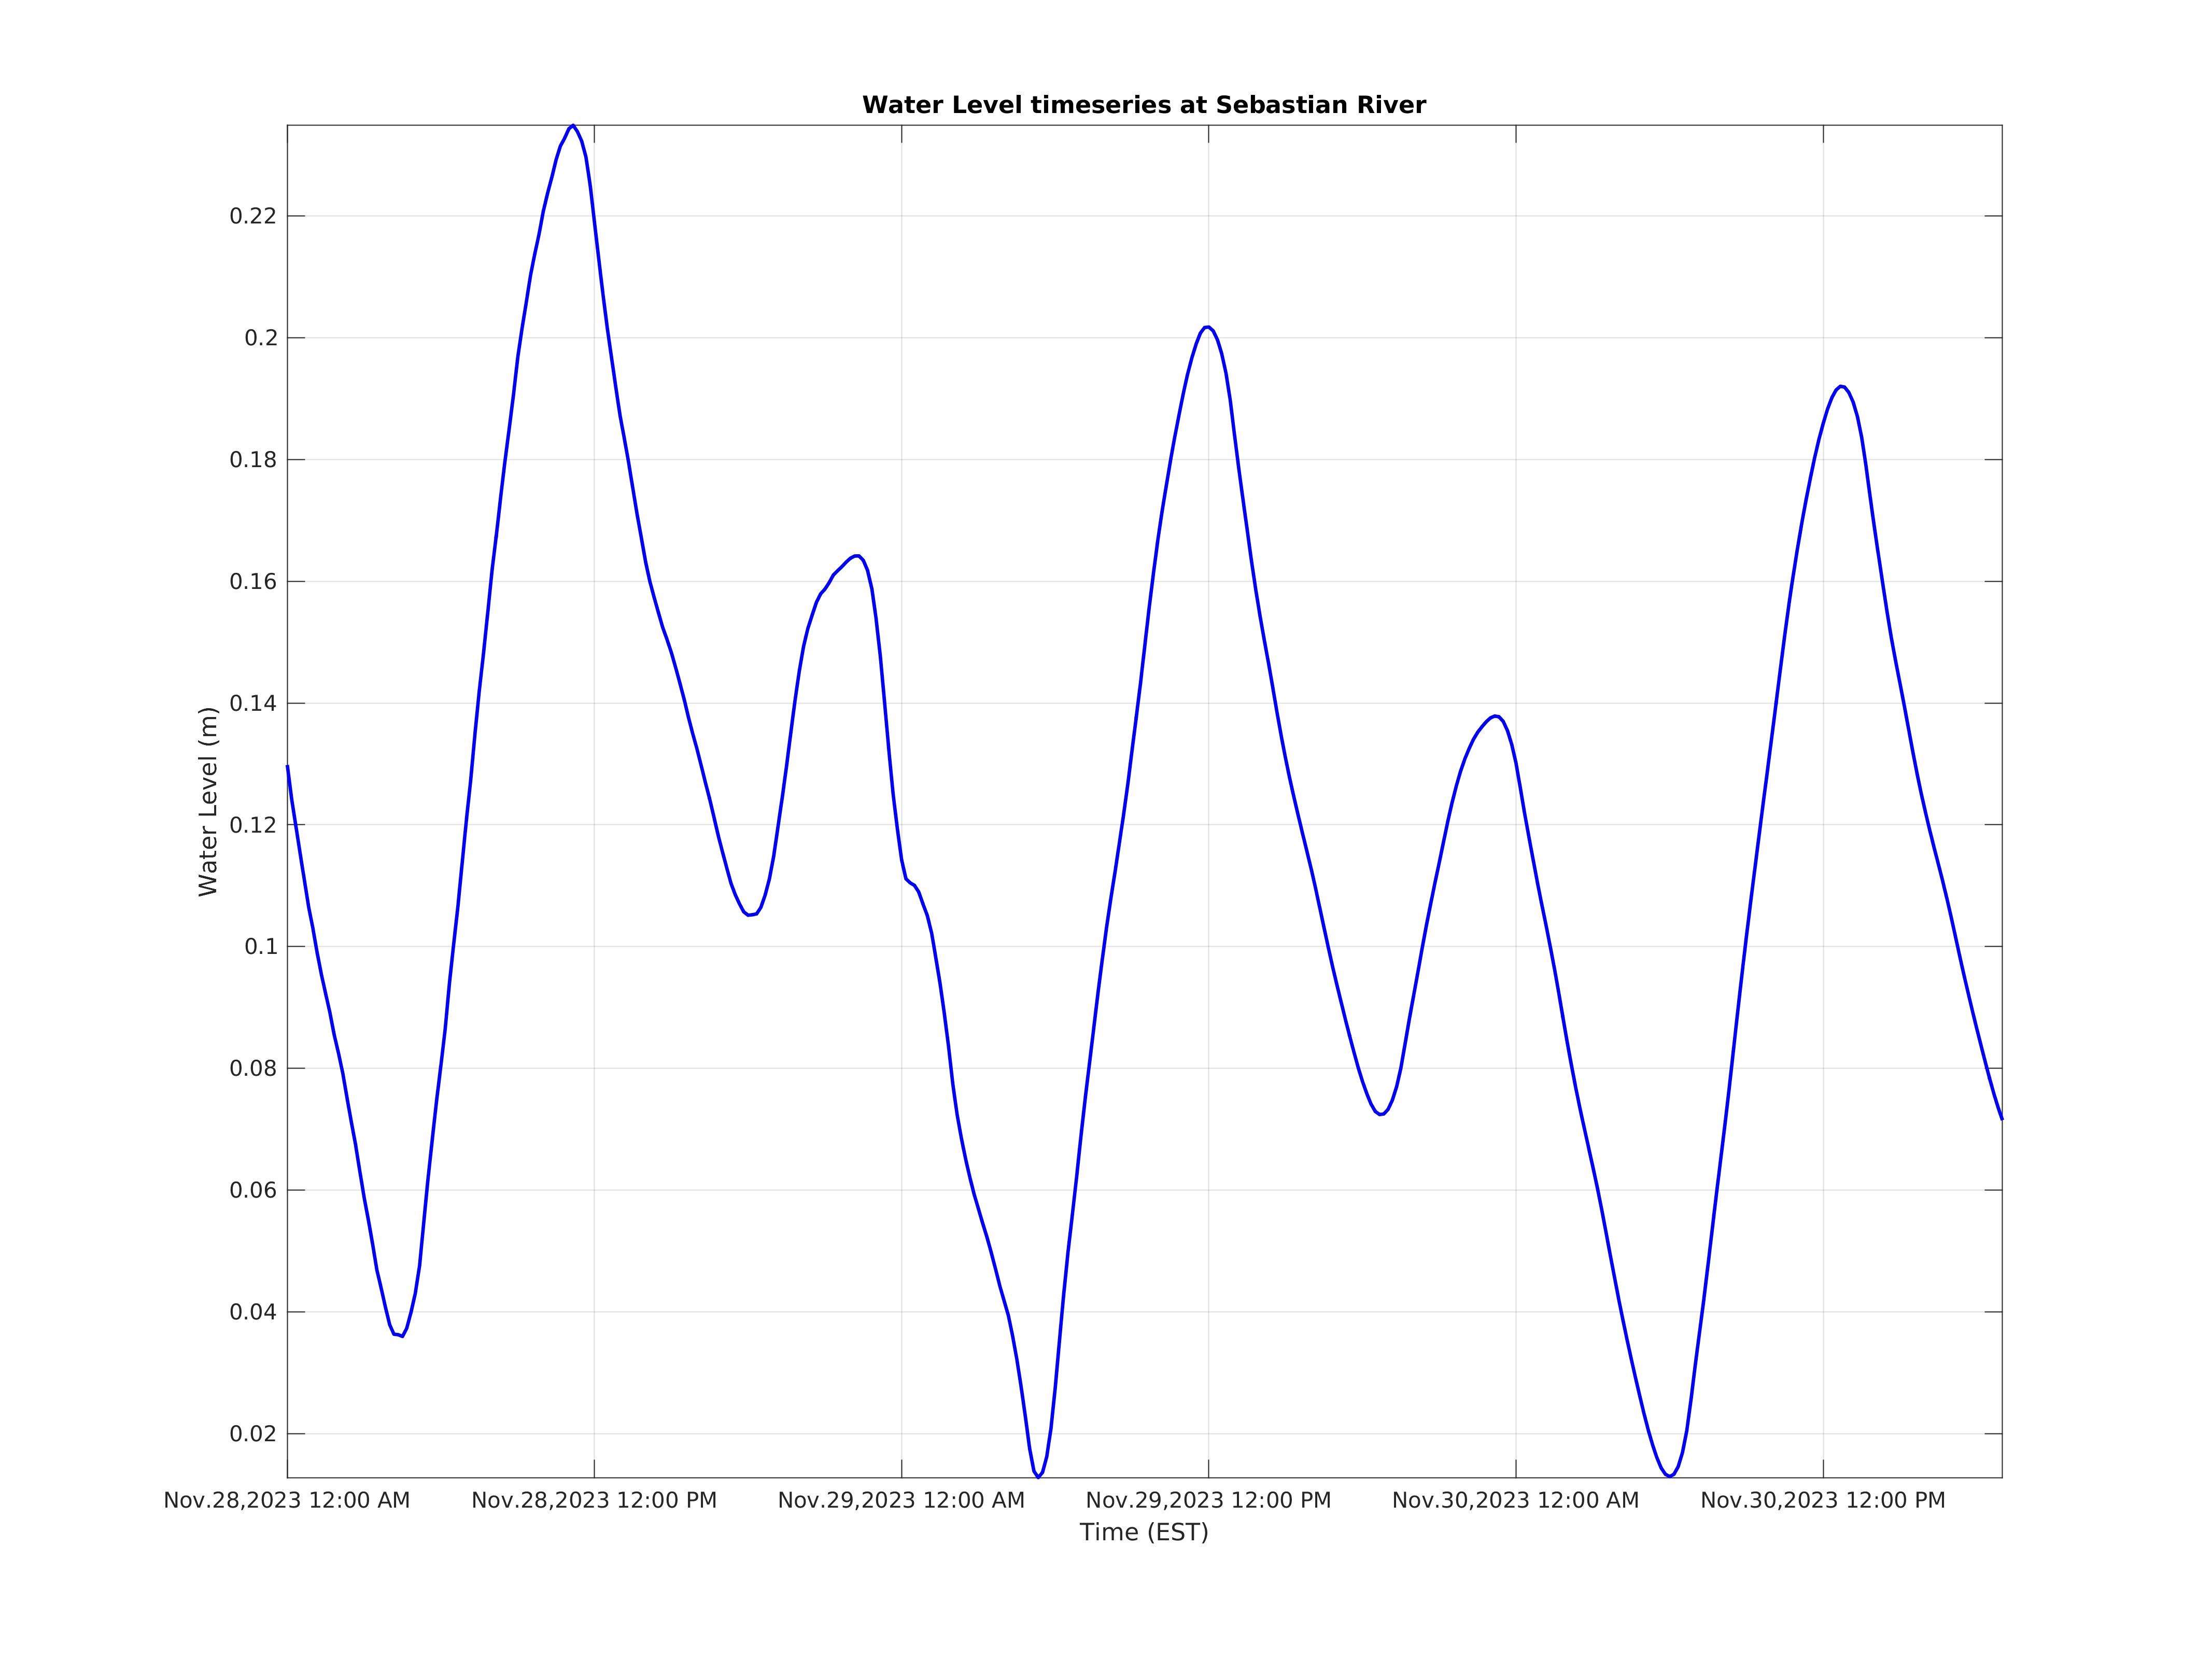 Water Level timeseries at Sebastian River
Water Level (m)
0.22
0.2
0.18
0.16
0.14
0.12
0.1
0.08
0.06
0.04
0.02
Nov.28,2023 12:00 AM
Nov.28,2023 12:00 PM
Nov.29,2023 12:00 AM
Nov.29,2023 12:00 PM
Nov.30,2023 12:00 AM
Nov.30,2023 12:00 PM
Time (EST)